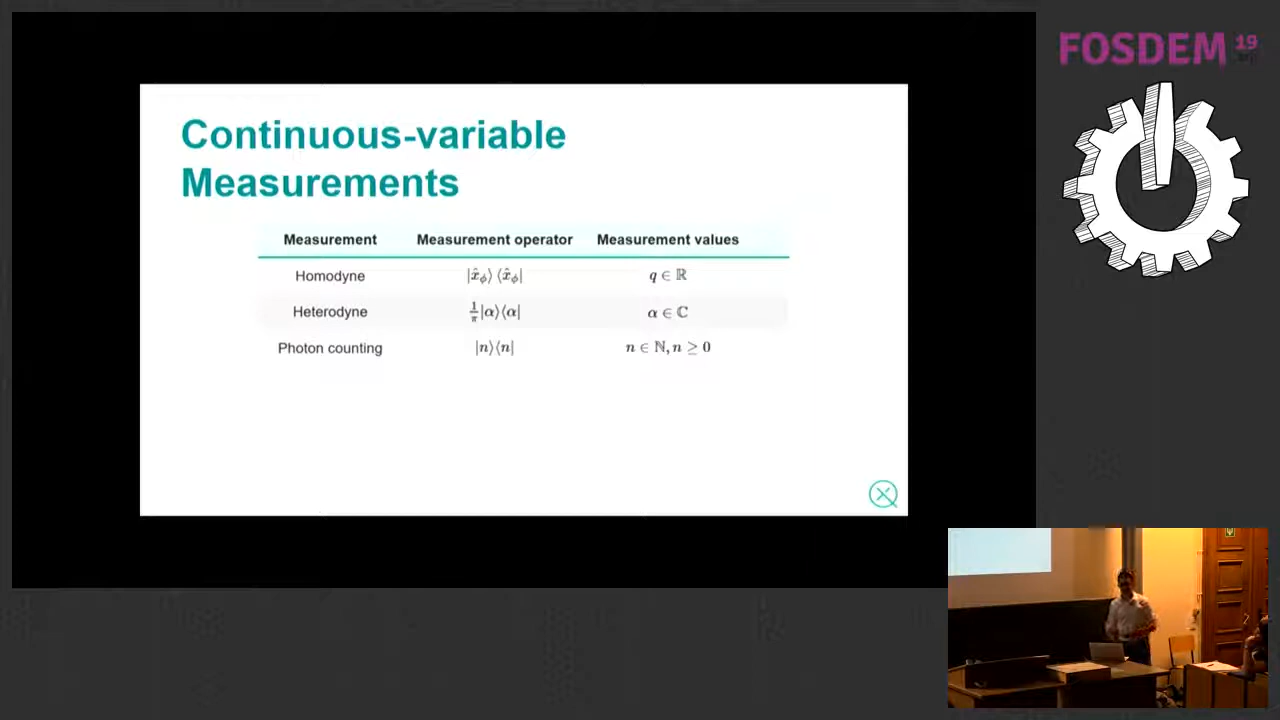 FOSDEM 19
Continuous-variable
Measurements
Measurement Measurement operator Measurement values
Homodyne |x̂ϕ⟩ ⟨x̂ϕ| q ∈ ℝ
Heterodyne 1/π |α⟩⟨α| α ∈ ℂ
Photon counting |n⟩⟨n| n ∈ ℕ, n ≥ 0